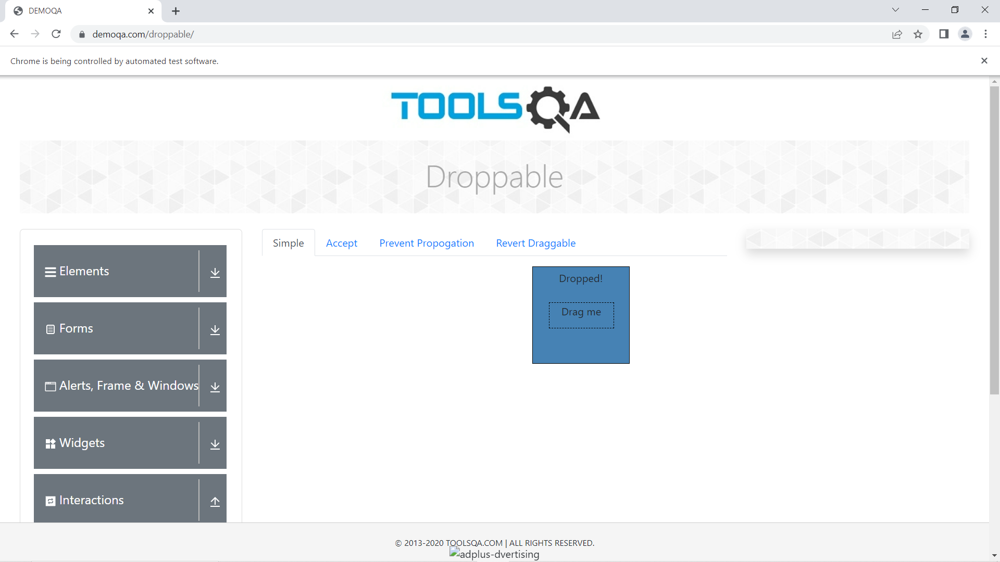 DEMOQA
demoqa.com/droppable/
Chrome is being controlled by automated test software.
TOOLSQA
Droppable
Elements
Forms
Alerts, Frame & Windows
Widgets
Interactions
Simple Accept Prevent Propogation Revert Draggable
Dropped!
Drag me
© 2013-2020 TOOLSQA.COM | ALL RIGHTS RESERVED.
adplus-dvertising